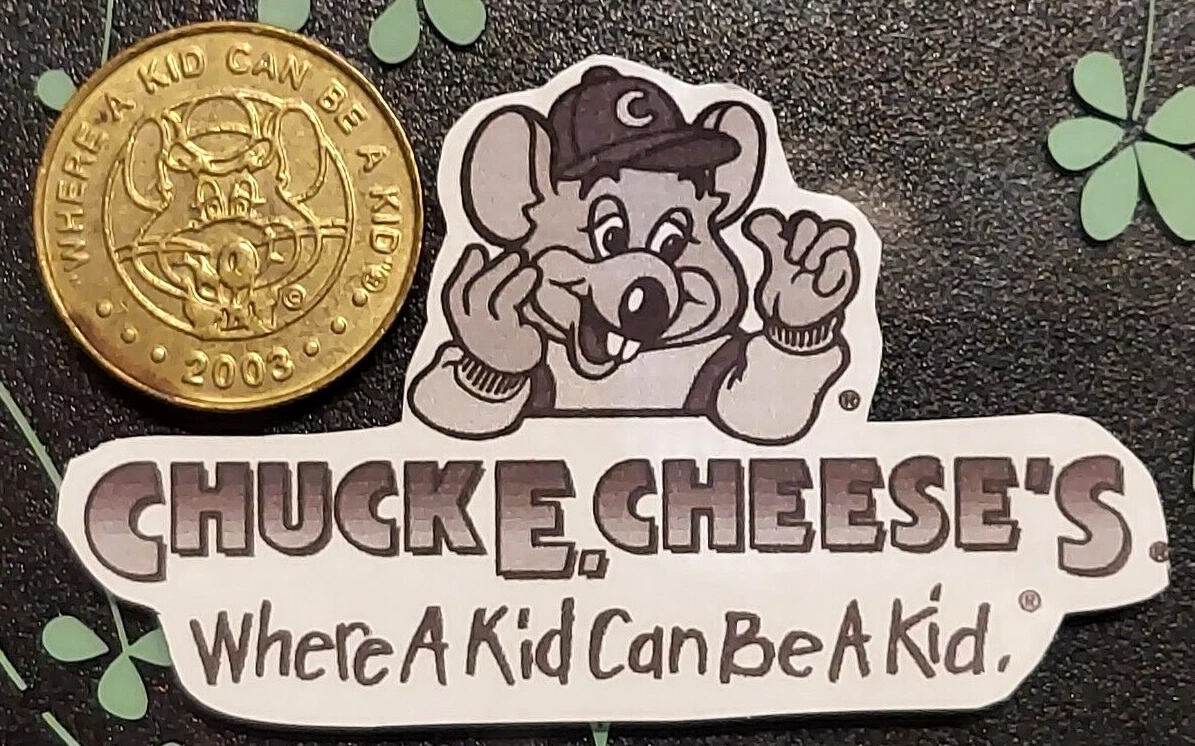 WHERE A KID CAN BE A KID®
©
2003
C
®
CHUCK E. CHEESE'S®
Where A Kid Can Be A Kid.®